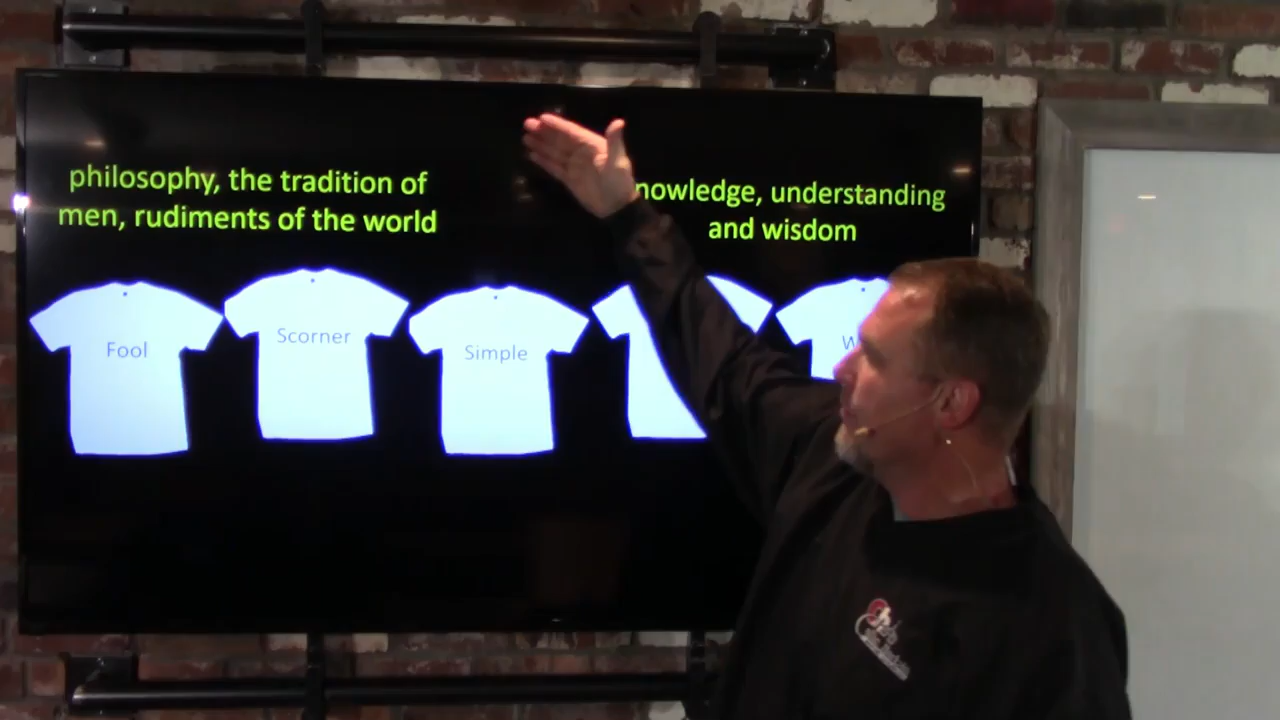 philosophy, the tradition of
men, rudiments of the world
nowledge, understanding
and wisdom
Fool
Scorner
Simple
W